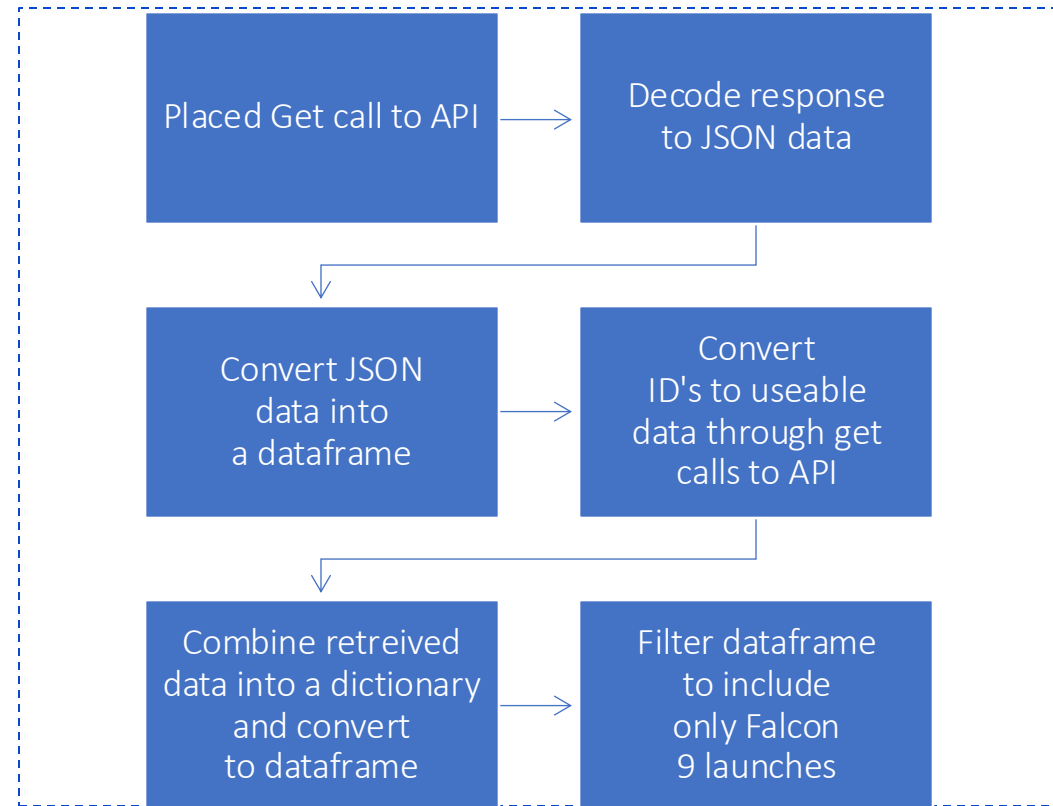 Placed Get call to API
Decode response
to JSON data
Convert JSON
data into
a dataframe
Convert
ID's to useable
data through get
calls to API
Combine retreived
data into a dictionary
and convert
to dataframe
Filter dataframe
to include
only Falcon
9 launches